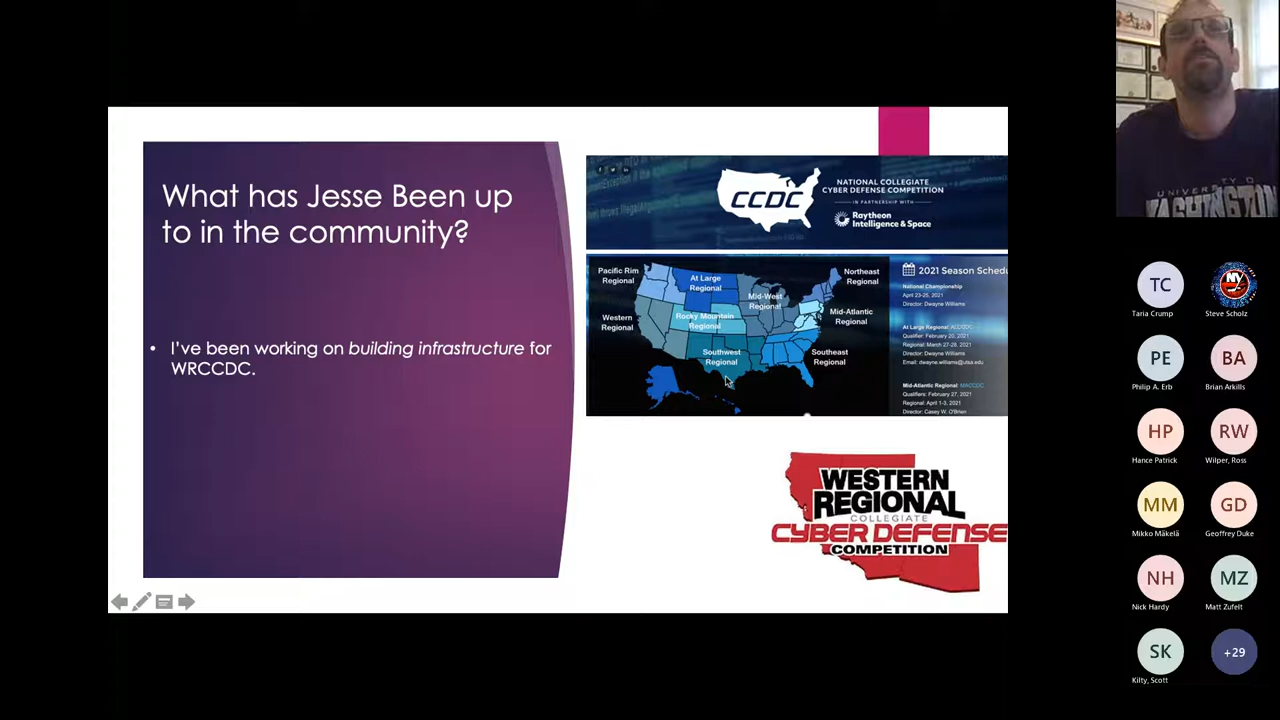 What has Jesse Been up
to in the community?
• I've been working on building infrastructure for
WRCCDC.
CCDC
NATIONAL COLLEGIATE
CYBER DEFENSE COMPETITION
IN PARTNERSHIP WITH
Raytheon
Intelligence & Space
Pacific Rim
Regional
At Large
Regional
Northeast
Regional
Mid-West
Regional
Western
Regional
Rocky Mountain
Regional
Mid-Atlantic
Regional
Southwest
Regional
Southeast
Regional
2021 Season Schedu
National Championship
April 23-25, 2021
Director: Dwayne Williams
At Large Regional:
Qualifier: February 20, 2021
Regional: March 27-28, 2021
Director: Dwayne Williams
Email: dwayne.williams@utsa.edu
Mid-Atlantic Regional: MACCDC
Qualifiers: February 27, 2021
Regional: April 1-3, 2021
Director: Casey W. O'Brien
WESTERN
REGIONAL
COLLEGIATE
CYBER DEFENSE
COMPETITION
UNIVERSITY O
WASHINGTON
TC
Taria Crump
NY
Steve Scholz
PE
Philip A. Erb
BA
Brian Arkills
HP
Hance Patrick
RW
Wilper, Ross
MM
Mikko Mäkelä
GD
Geoffrey Duke
NH
Nick Hardy
MZ
Matt Zufelt
SK
Kilty, Scott
+29